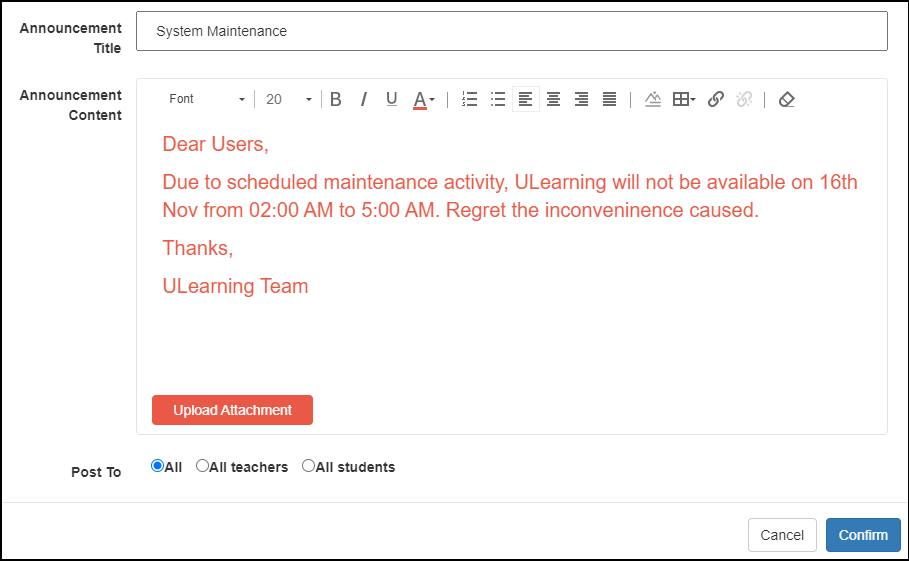 Announcement
Title
System Maintenance
Announcement
Content
Font 20 B I U A
Dear Users,
Due to scheduled maintenance activity, ULearning will not be available on 16th
Nov from 02:00 AM to 5:00 AM. Regret the inconveninence caused.
Thanks,
ULearning Team
Upload Attachment
Post To
All All teachers All students
Cancel Confirm